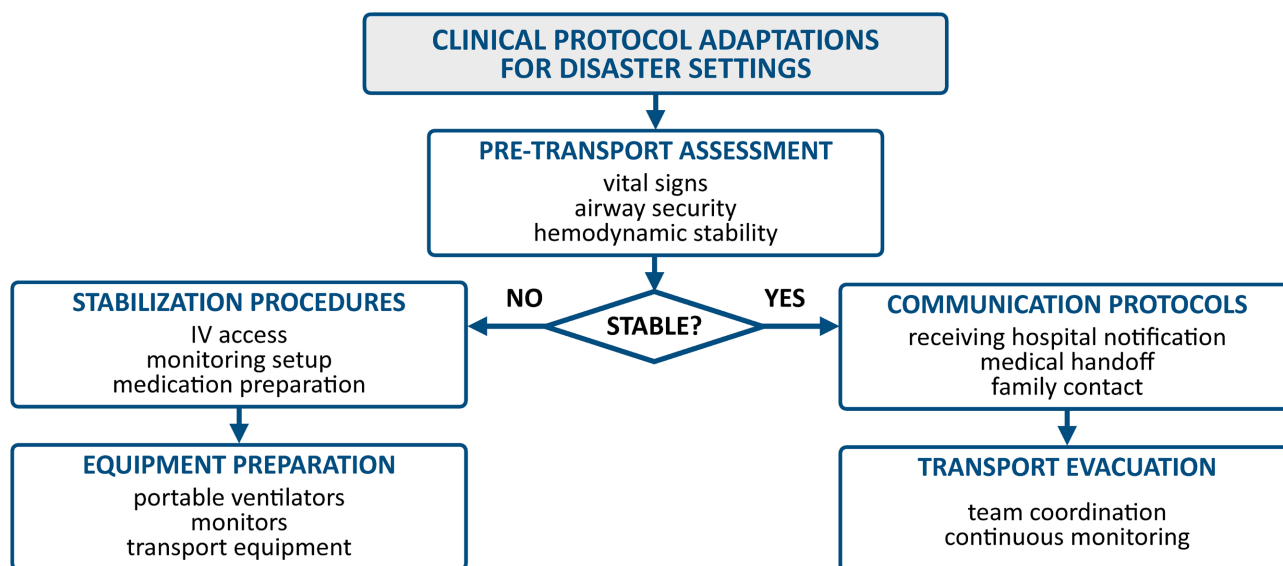 CLINICAL PROTOCOL ADAPTATIONS
FOR DISASTER SETTINGS
PRE-TRANSPORT ASSESSMENT
vital signs
airway security
hemodynamic stability
NO
STABLE?
YES
STABILIZATION PROCEDURES
IV access
monitoring setup
medication preparation
EQUIPMENT PREPARATION
portable ventilators
monitors
transport equipment
COMMUNICATION PROTOCOLS
receiving hospital notification
medical handoff
family contact
TRANSPORT EVACUATION
team coordination
continuous monitoring